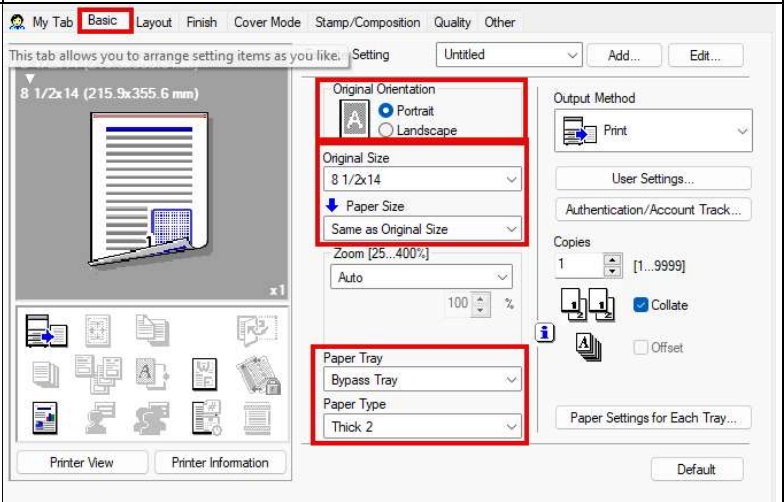 My Tab Basic Layout Finish Cover Mode Stamp/Composition Quality Other
This tab allows you to arrange setting items as you like. Setting Untitled Add... Edit...
8 1/2x14 (215.9x355.6 mm)
x1
Printer View Printer Information
Original Orientation
A
Portrait
Landscape
Original Size
8 1/2x14
Paper Size
Same as Original Size
Zoom [25...400%]
Auto
100 %
Paper Tray
Bypass Tray
Paper Type
Thick 2
Output Method
Print
User Settings...
Authentication/Account Track...
Copies
1 [1...9999]
Collate
Offset
Paper Settings for Each Tray...
Default